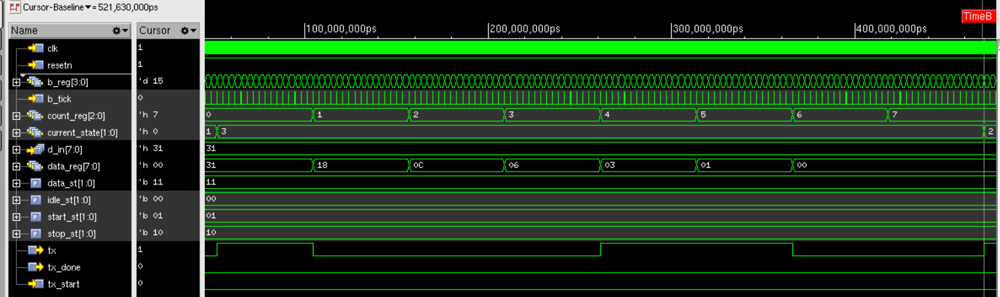 Cursor-Baseline▾= 521,630,000ps
TimeB
Name Cursor 100,000,000ps 200,000,000ps 300,000,000ps 400,000,000ps
clk 1
resetn 1
b_reg[3:0] 'd 15
b_tick 0
count_reg[2:0] 'h 7 0 1 2 3 4 5 6 7
current_state[1:0] 'h 0 1 3 2
d_in[7:0] 'h 31 31
data_reg[7:0] 'h 00 31 18 0C 06 03 01 00
P data_st[1:0] 'b 11 11
P idle_st[1:0] 'b 00 00
P start_st[1:0] 'b 01 01
P stop_st[1:0] 'b 10 10
tx 1
tx_done 0
tx_start 0